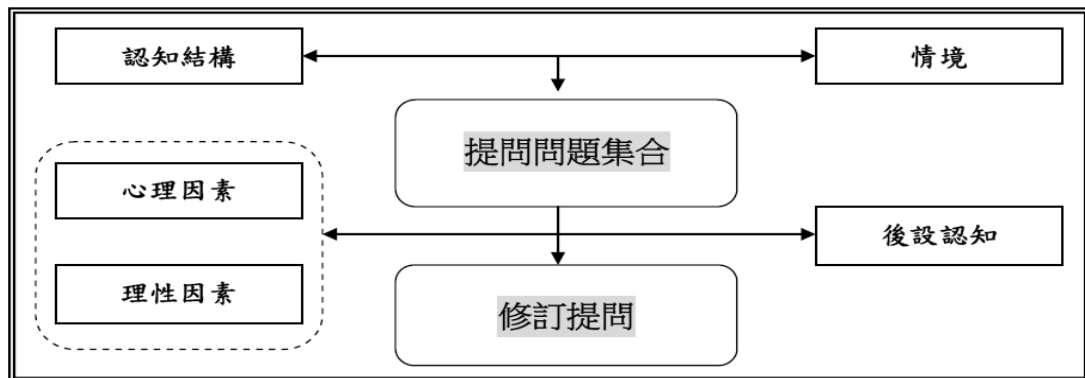 認知結構
情境
提問問題集合
心理因素
後設認知
理性因素
修訂提問